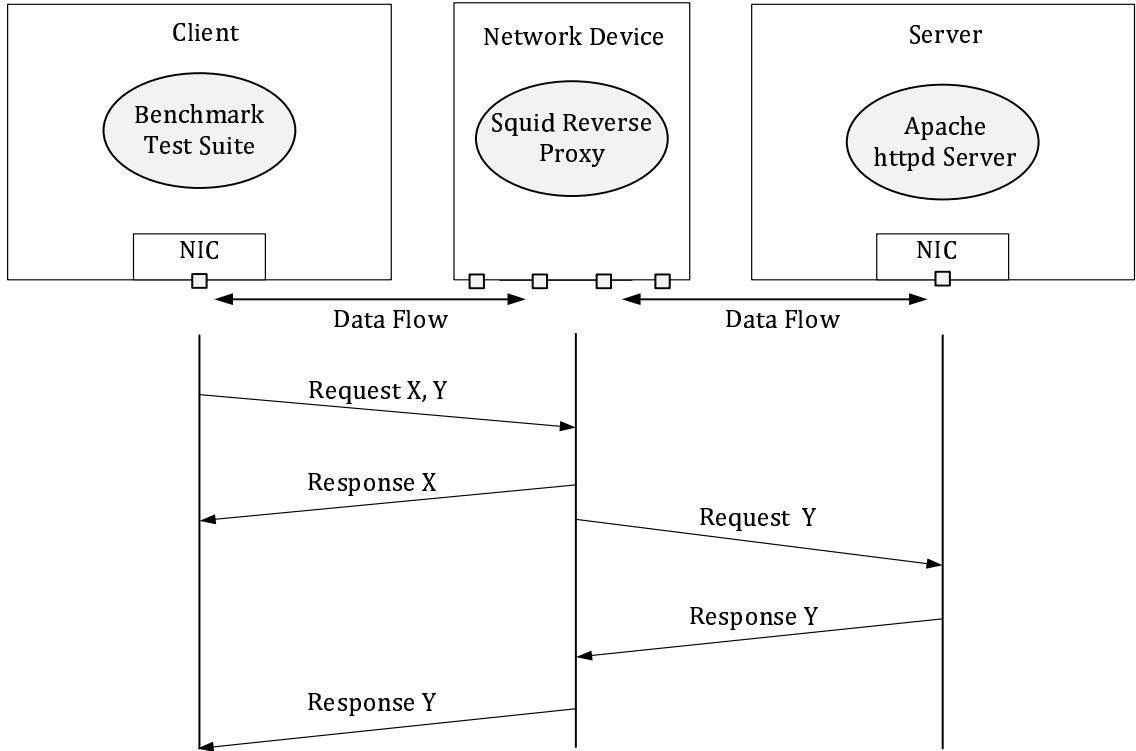 Client
Network Device
Server
Benchmark
Test Suite
Squid Reverse
Proxy
Apache
httpd Server
NIC
NIC
Data Flow
Data Flow
Request X, Y
Response X
Request Y
Response Y
Response Y